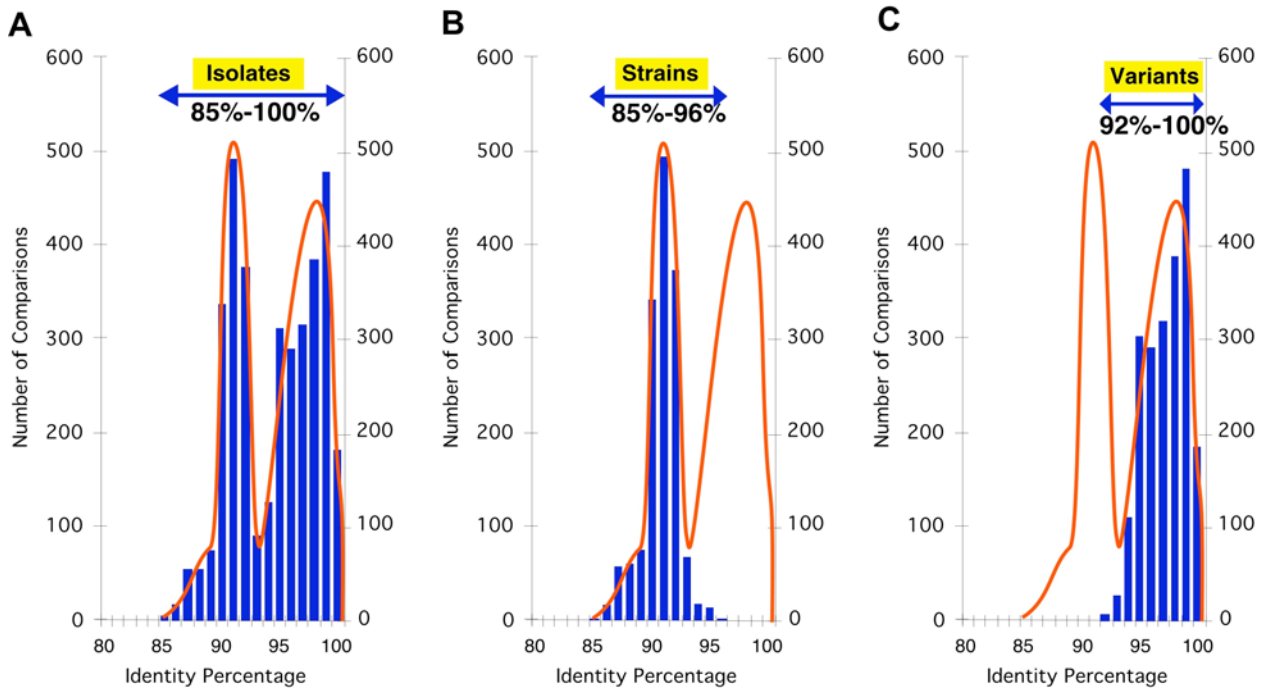 A
Isolates
85%-100%
600 600
500 500
400 400
300 300
200 200
100 100
0 0
80 85 90 95 100
Number of Comparisons
Identity Percentage
B
Strains
85%-96%
600 600
500 500
400 400
300 300
200 200
100 100
0 0
80 85 90 95 100
Number of Comparisons
Identity Percentage
C
Variants
92%-100%
600 600
500 500
400 400
300 300
200 200
100 100
0 0
80 85 90 95 100
Number of Comparisons
Identity Percentage